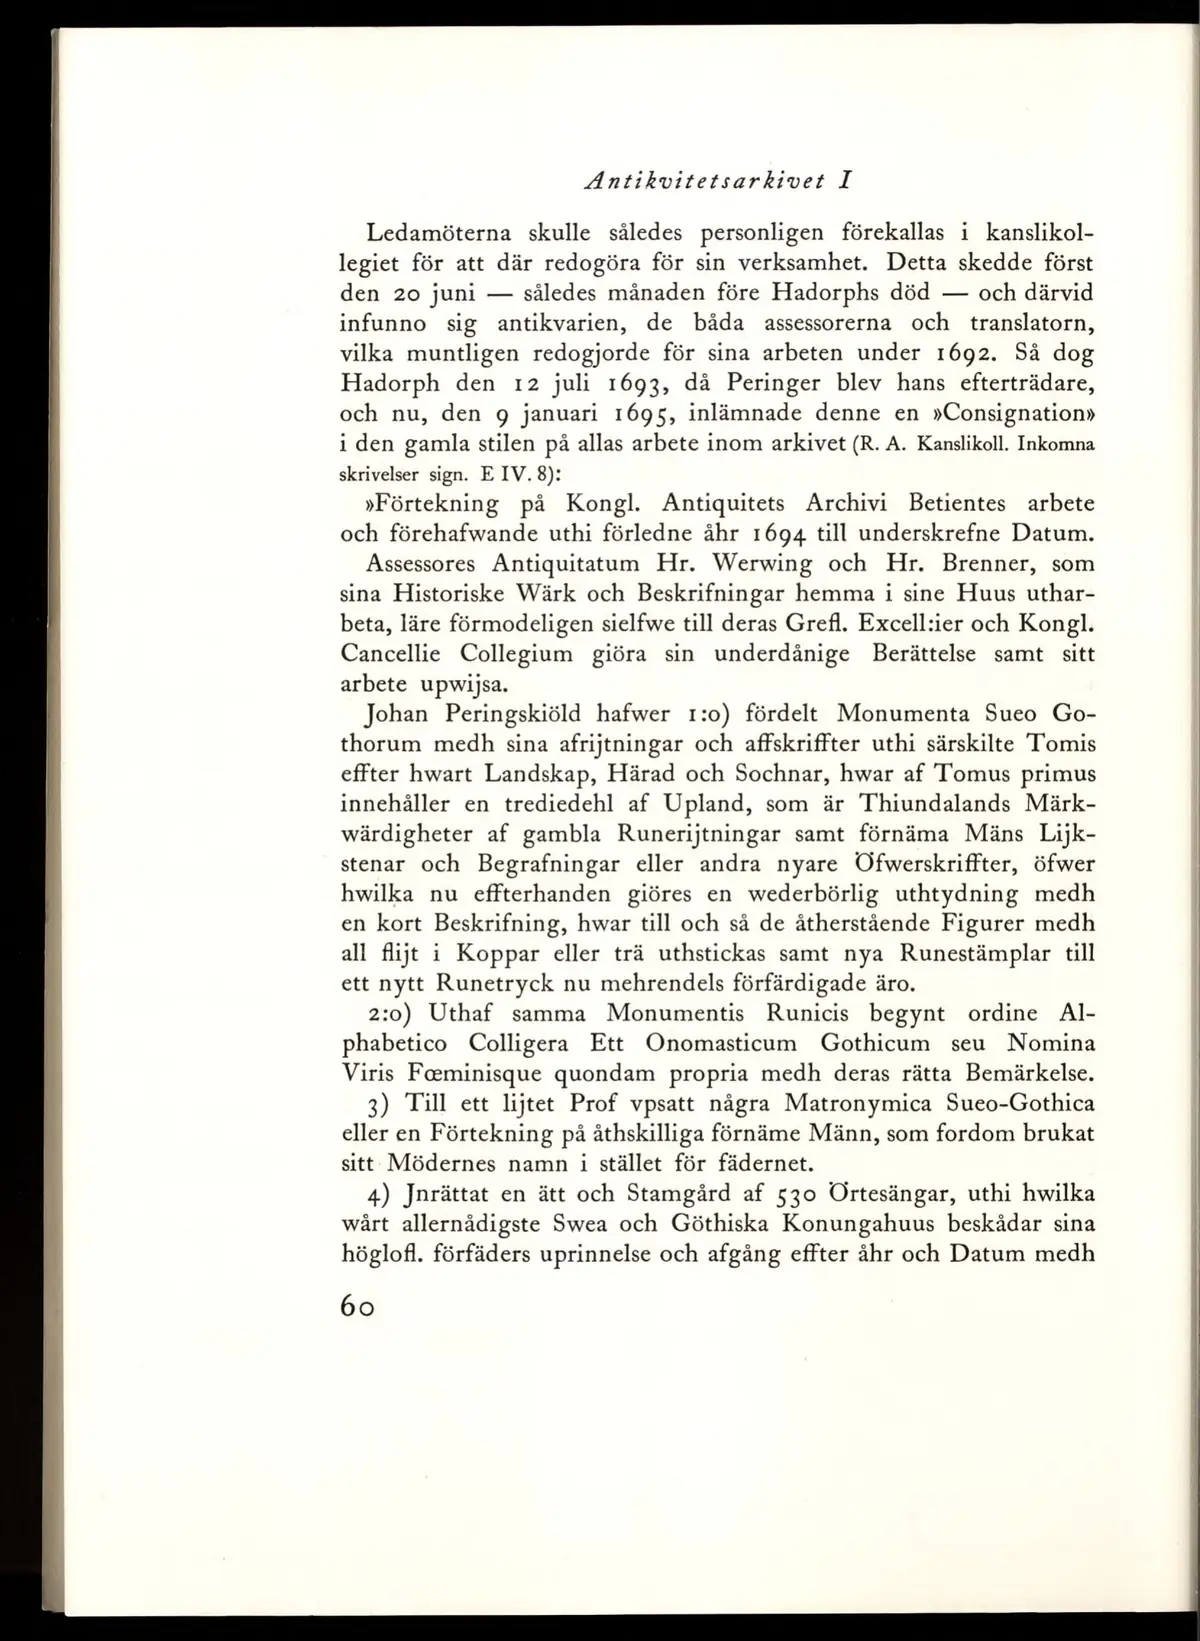 Antikvitetsarkivet I
Ledamöterna skulle således personligen förekallas i kanslikol-
legiet för att där redogöra för sin verksamhet. Detta skedde först
den 20 juni — således månaden före Hadorphs död — och därvid
infunno sig antikvarien, de båda assessorerna och translatorn,
vilka muntligen redogjorde för sina arbeten under 1692. Så dog
Hadorph den 12 juli 1693, då Peringer blev hans efterträdare,
och nu, den 9 januari 1695, inlämnade denne en »Consignation»
i den gamla stilen på allas arbete inom arkivet (R. A. Kanslikoll. Inkomna
skrivelser sign. E IV. 8):
»Förtekning på Kongl. Antiquitets Archivi Betientes arbete
och förehafwande uthi förledne åhr 1694 till underskrefne Datum.
Assessores Antiquitatum Hr. Werwing och Hr. Brenner, som
sina Historiske Wärk och Beskrifningar hemma i sine Huus uthar-
beta, läre förmodeligen sielfwe till deras Grefl. Excell:ier och Kongl.
Cancellie Collegium giöra sin underdånige Berättelse samt sitt
arbete upwijsa.
Johan Peringskiöld hafwer 1:o) fördelt Monumenta Sueo Go-
thorum medh sina afrijtningar och affskriffter uthi särskilte Tomis
effter hwart Landskap, Härad och Sochnar, hwar af Tomus primus
innehåller en trediedehl af Upland, som är Thiundalands Märk-
wärdigheter af gambla Runerijtningar samt förnäma Mäns Lijk-
stenar och Begrafningar eller andra nyare Öfwerskriffter, öfwer
hwilka nu effterhanden giöres en wederbörlig uthtydning medh
en kort Beskrifning, hwar till och så de åtherstående Figurer medh
all flijt i Koppar eller trä uthstickas samt nya Runestämplar till
ett nytt Runetryck nu mehrendels förfärdigade äro.
2:o) Uthaf samma Monumentis Runicis begynt ordine Al-
phabetico Colligera Ett Onomasticum Gothicum seu Nomina
Viris Fœminisque quondam propria medh deras rätta Bemärkelse.
3) Till ett lijtet Prof vpsatt några Matronymica Sueo-Gothica
eller en Förtekning på åthskilliga förnäme Männ, som fordom brukat
sitt Mödernes namn i stället för fädernet.
4) Jnrättat en ätt och Stamgård af 530 Örtesängar, uthi hwilka
wårt allernådigste Swea och Göthiska Konungahuus beskådar sina
höglofl. förfäders uprinnelse och afgång effter åhr och Datum medh
60